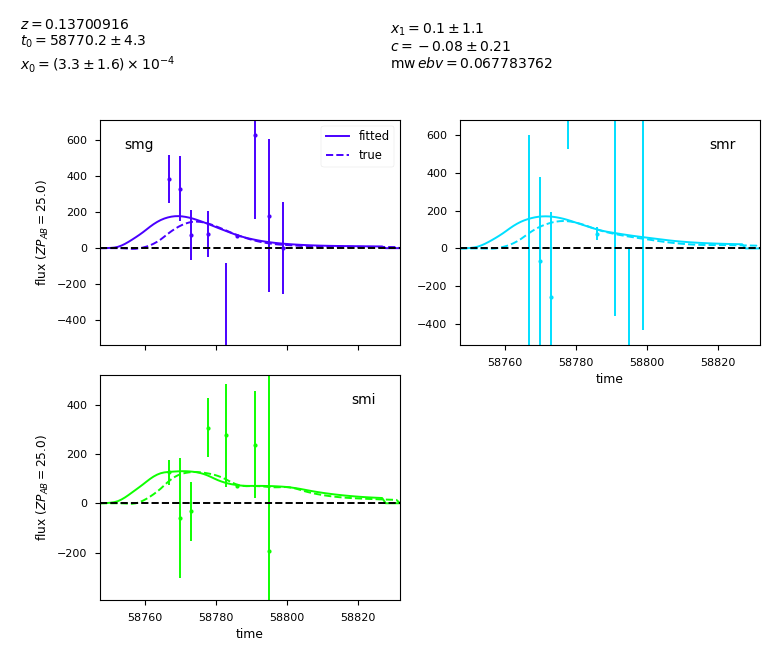 z = 0.13700916
t₀ = 58770.2 ± 4.3
x₀ = (3.3 ± 1.6) × 10⁻⁴
x₁ = 0.1 ± 1.1
c = −0.08 ± 0.21
mw ebv = 0.067783762
smg
fitted
true
600
400
200
0
−200
−400
flux (ZP_AB = 25.0)
smr
600
400
200
0
−200
−400
58760 58780 58800 58820
time
smi
400
200
0
−200
flux (ZP_AB = 25.0)
58760 58780 58800 58820
time